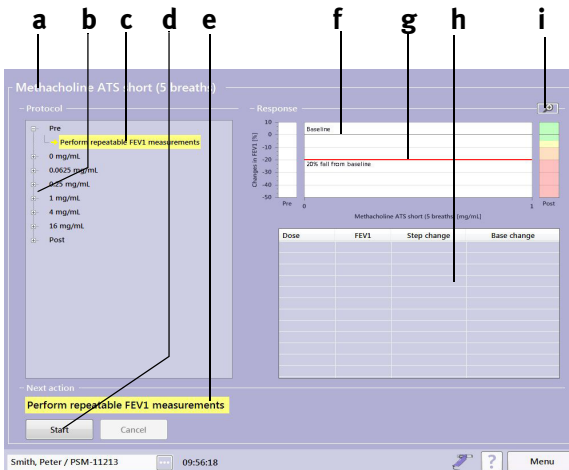 a b c d e f g h i
Methacholine ATS short (5 breaths)
Protocol
Pre
Perform repeatable FEV1 measurements
0 mg/mL
0.0625 mg/mL
0.25 mg/mL
1 mg/mL
4 mg/mL
16 mg/mL
Post
Response
Changes in FEV1 [%]
10
0
-10
-20
-30
-40
-50
Baseline
20% fall from baseline
Pre
0
1
Post
Methacholine ATS short (5 breaths) [mg/mL]
Dose FEV1 Step change Base change
Next action
Perform repeatable FEV1 measurements
Start Cancel
Smith, Peter / PSM-11213 ... 09:56:18 ? Menu